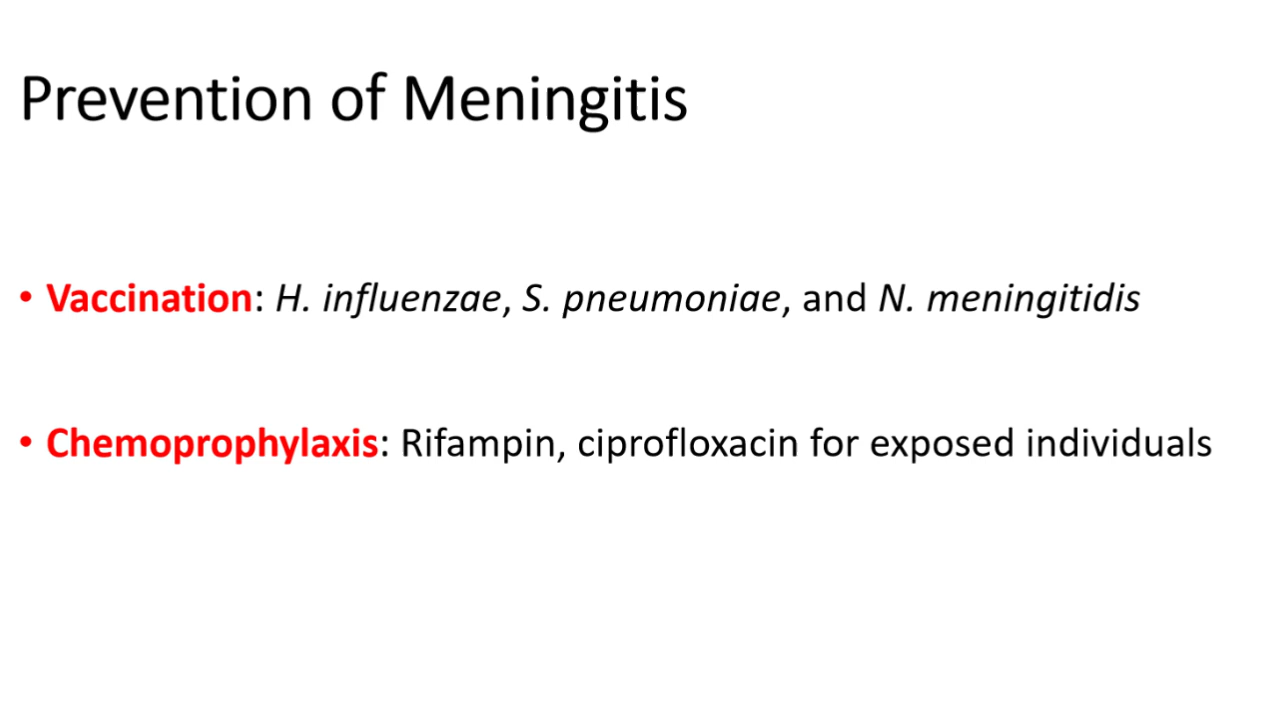 Prevention of Meningitis
• Vaccination: H. influenzae, S. pneumoniae, and N. meningitidis
• Chemoprophylaxis: Rifampin, ciprofloxacin for exposed individuals